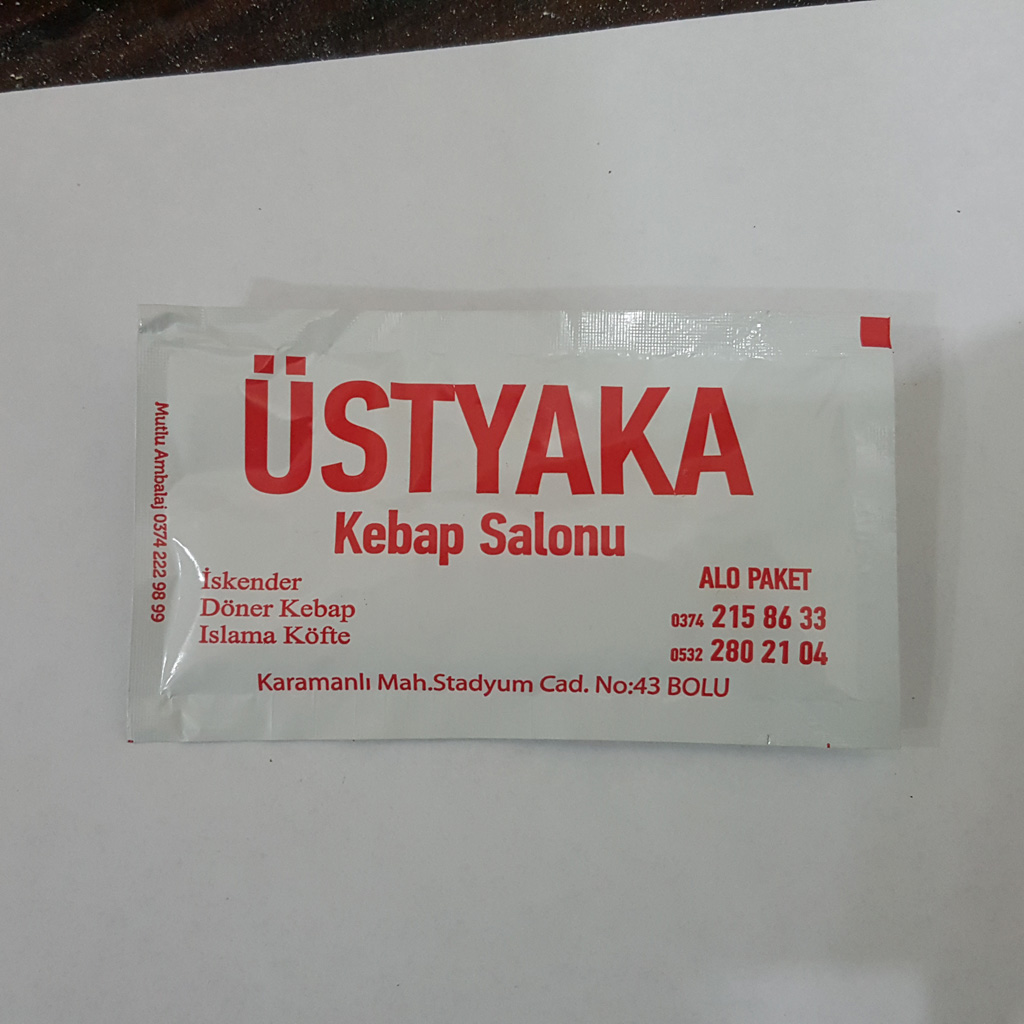 ÜSTYAKA
Kebap Salonu
İskender
Döner Kebap
Islama Köfte
ALO PAKET
0374 215 86 33
0532 280 21 04
Karamanlı Mah.Stadyum Cad. No:43 BOLU
Mutlu Ambalaj 0374 222 98 99